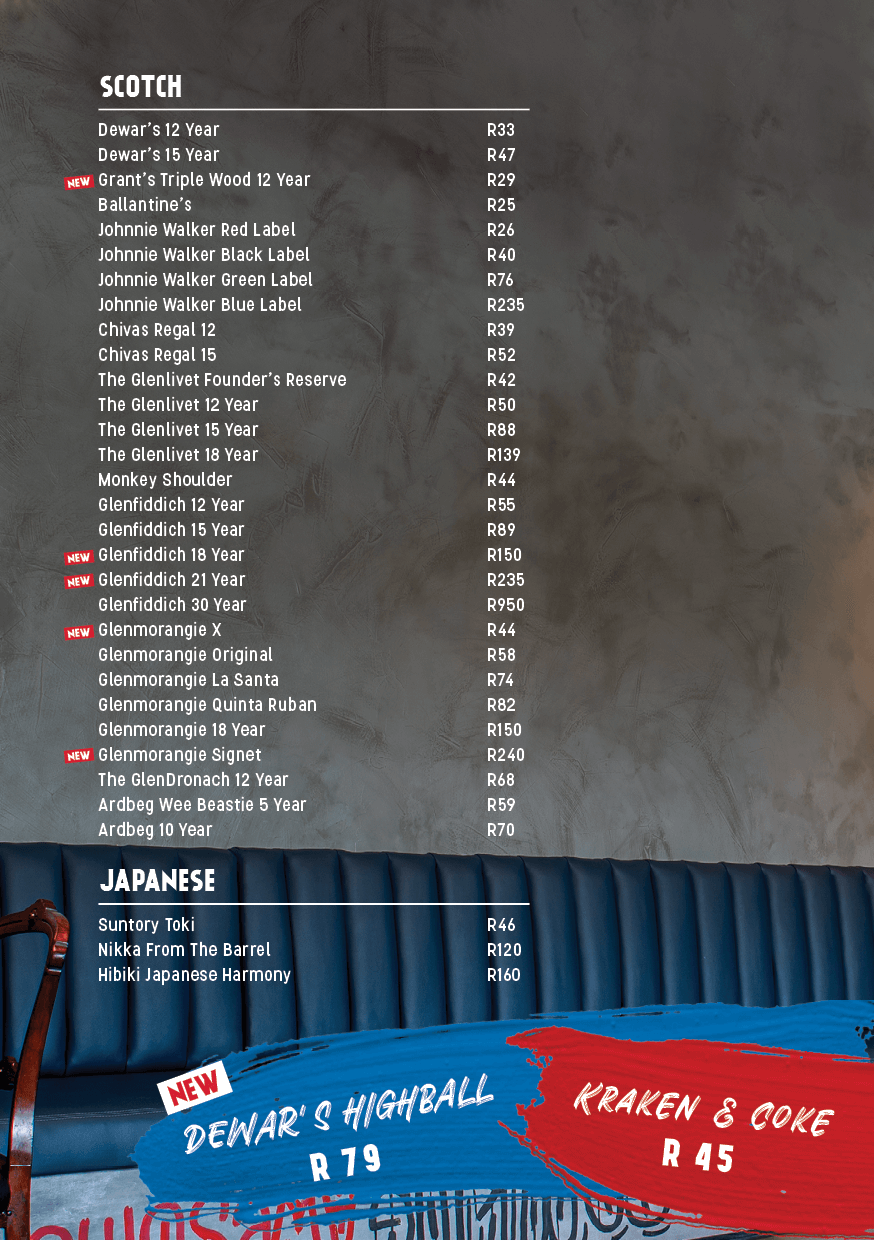 SCOTCH
Dewar's 12 Year R33
Dewar's 15 Year R47
NEW Grant's Triple Wood 12 Year R29
Ballantine's R25
Johnnie Walker Red Label R26
Johnnie Walker Black Label R40
Johnnie Walker Green Label R76
Johnnie Walker Blue Label R235
Chivas Regal 12 R39
Chivas Regal 15 R52
The Glenlivet Founder's Reserve R42
The Glenlivet 12 Year R50
The Glenlivet 15 Year R88
The Glenlivet 18 Year R139
Monkey Shoulder R44
Glenfiddich 12 Year R55
Glenfiddich 15 Year R89
NEW Glenfiddich 18 Year R150
NEW Glenfiddich 21 Year R235
Glenfiddich 30 Year R950
NEW Glenmorangie X R44
Glenmorangie Original R58
Glenmorangie La Santa R74
Glenmorangie Quinta Ruban R82
Glenmorangie 18 Year R150
NEW Glenmorangie Signet R240
The GlenDronach 12 Year R68
Ardbeg Wee Beastie 5 Year R59
Ardbeg 10 Year R70
JAPANESE
Suntory Toki R46
Nikka From The Barrel R120
Hibiki Japanese Harmony R160
NEW
DEWAR'S HIGHBALL
R 79
KRAKEN & COKE
R 45